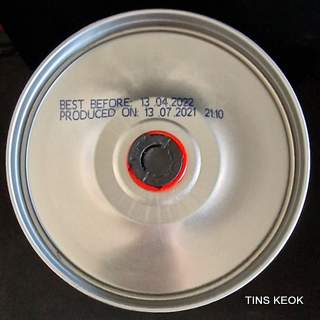 BEST BEFORE: 13 04.2022
PRODUCED ON: 13 07.2021 21:10
TINS KEOK